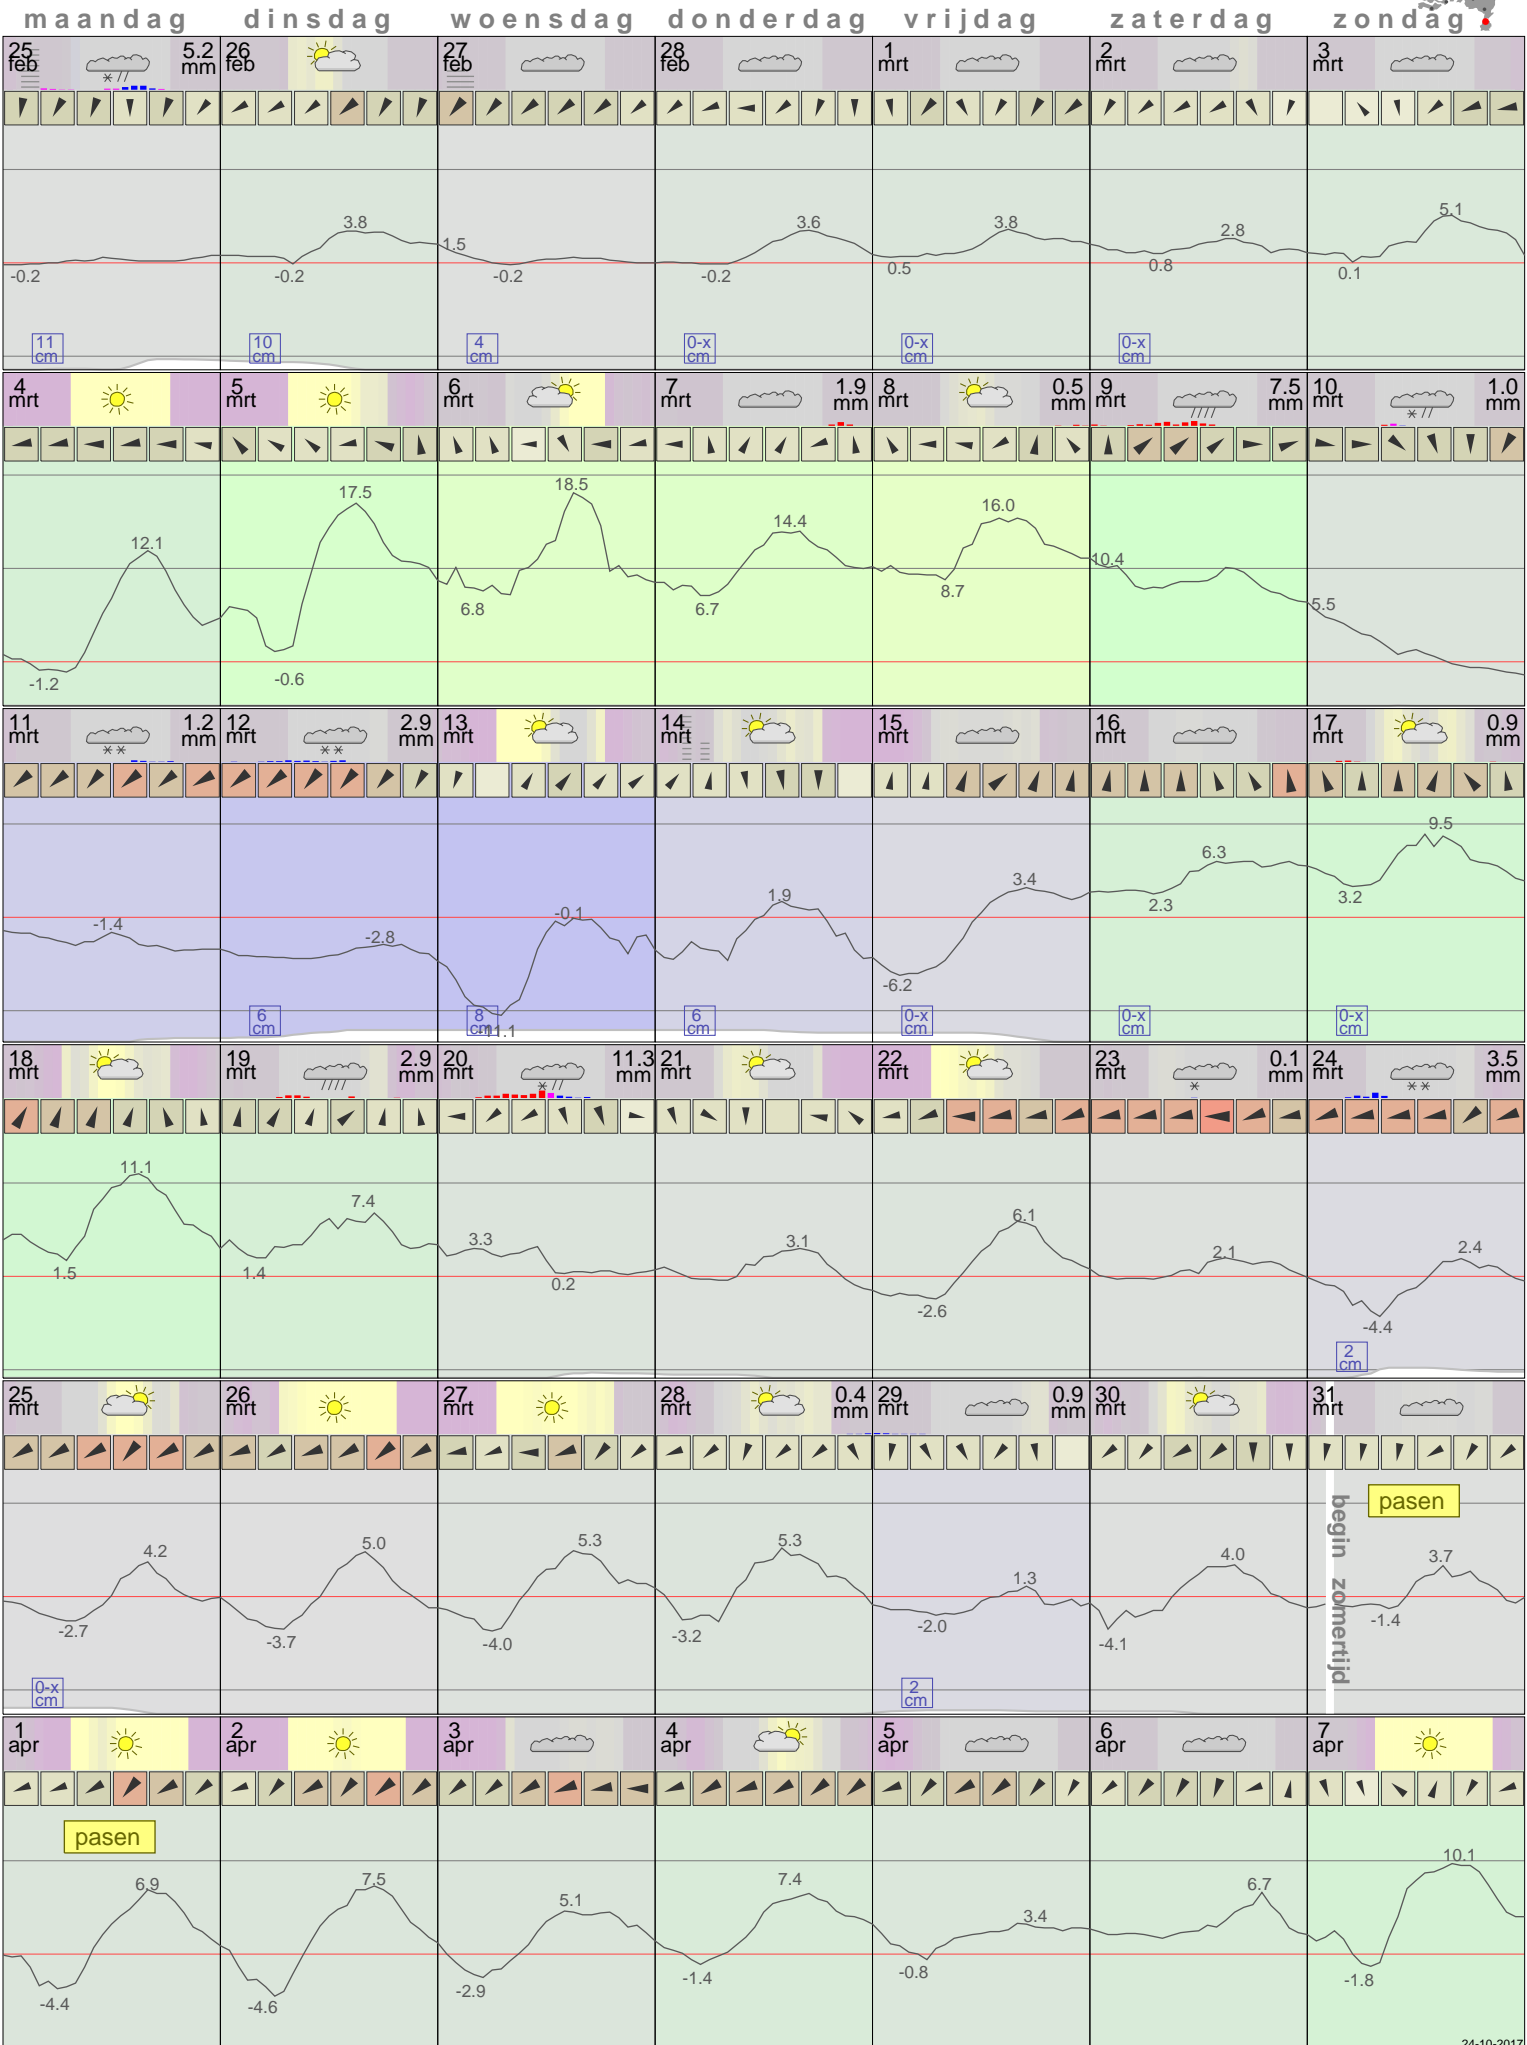 maandag dinsdag woensdag donderdag vrijdag zaterdag zondag
25 5.2 26 27 28 1 2 3
feb mm feb feb feb mrt mrt mrt
3.8 3.6 3.8 2.8 5.1
1.5
-0.2 -0.2 -0.2 -0.2 0.5 0.8 0.1
11 10 4 0-x 0-x 0-x
cm cm cm cm cm cm
4 5 6 7 1.9 8 0.5 9 7.5 10 1.0
mrt mrt mrt mrt mm mrt mm mrt mm mrt mm
12.1 17.5 18.5 14.4 16.0
10.4
-1.2 -0.6 6.8 6.7 8.7 5.5
11 1.2 12 2.9 13 14 15 16 17 0.9
mrt mm mrt mm mrt mrt mrt mrt mrt mm
-1.4 -2.8 -0.1 1.9 3.4 6.3 9.5
-11.1 -6.2 2.3 3.2
6 8 6 0-x 0-x 0-x
cm cm cm cm cm cm
18 19 2.9 20 11.3 21 22 23 0.1 24 3.5
mrt mrt mm mrt mm mrt mrt mrt mm mrt mm
11.1 7.4 3.3 3.1 6.1 2.1 2.4
1.5 1.4 0.2 -2.6 -4.4
2
cm
25 26 27 28 0.4 29 0.9 30 31
mrt mrt mrt mrt mm mrt mm mrt mrt
pasen
begin zomertijd
4.2 5.0 5.3 5.3 1.3 4.0 3.7
-2.7 -3.7 -4.0 -3.2 -2.0 -4.1 -1.4
0-x 2
cm cm
1 2 3 4 5 6 7
apr apr apr apr apr apr apr
pasen
6.9 7.5 5.1 7.4 3.4 6.7 10.1
-4.4 -4.6 -2.9 -1.4 -0.8 -1.8
24-10-2017